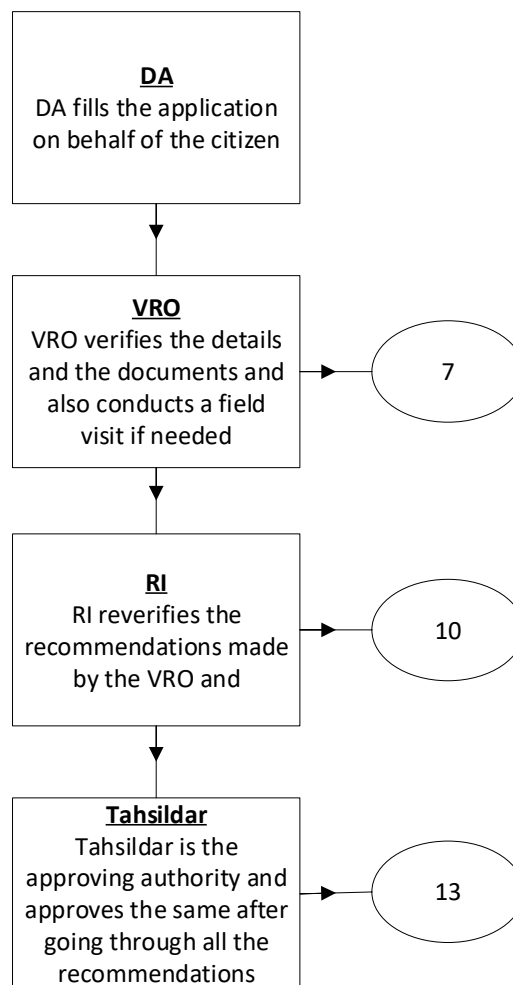 DA
DA fills the application
on behalf of the citizen
VRO
VRO verifies the details
and the documents and
also conducts a field
visit if needed
7
RI
RI reverifies the
recommendations made
by the VRO and
10
Tahsildar
Tahsildar is the
approving authority and
approves the same after
going through all the
recommendations
13